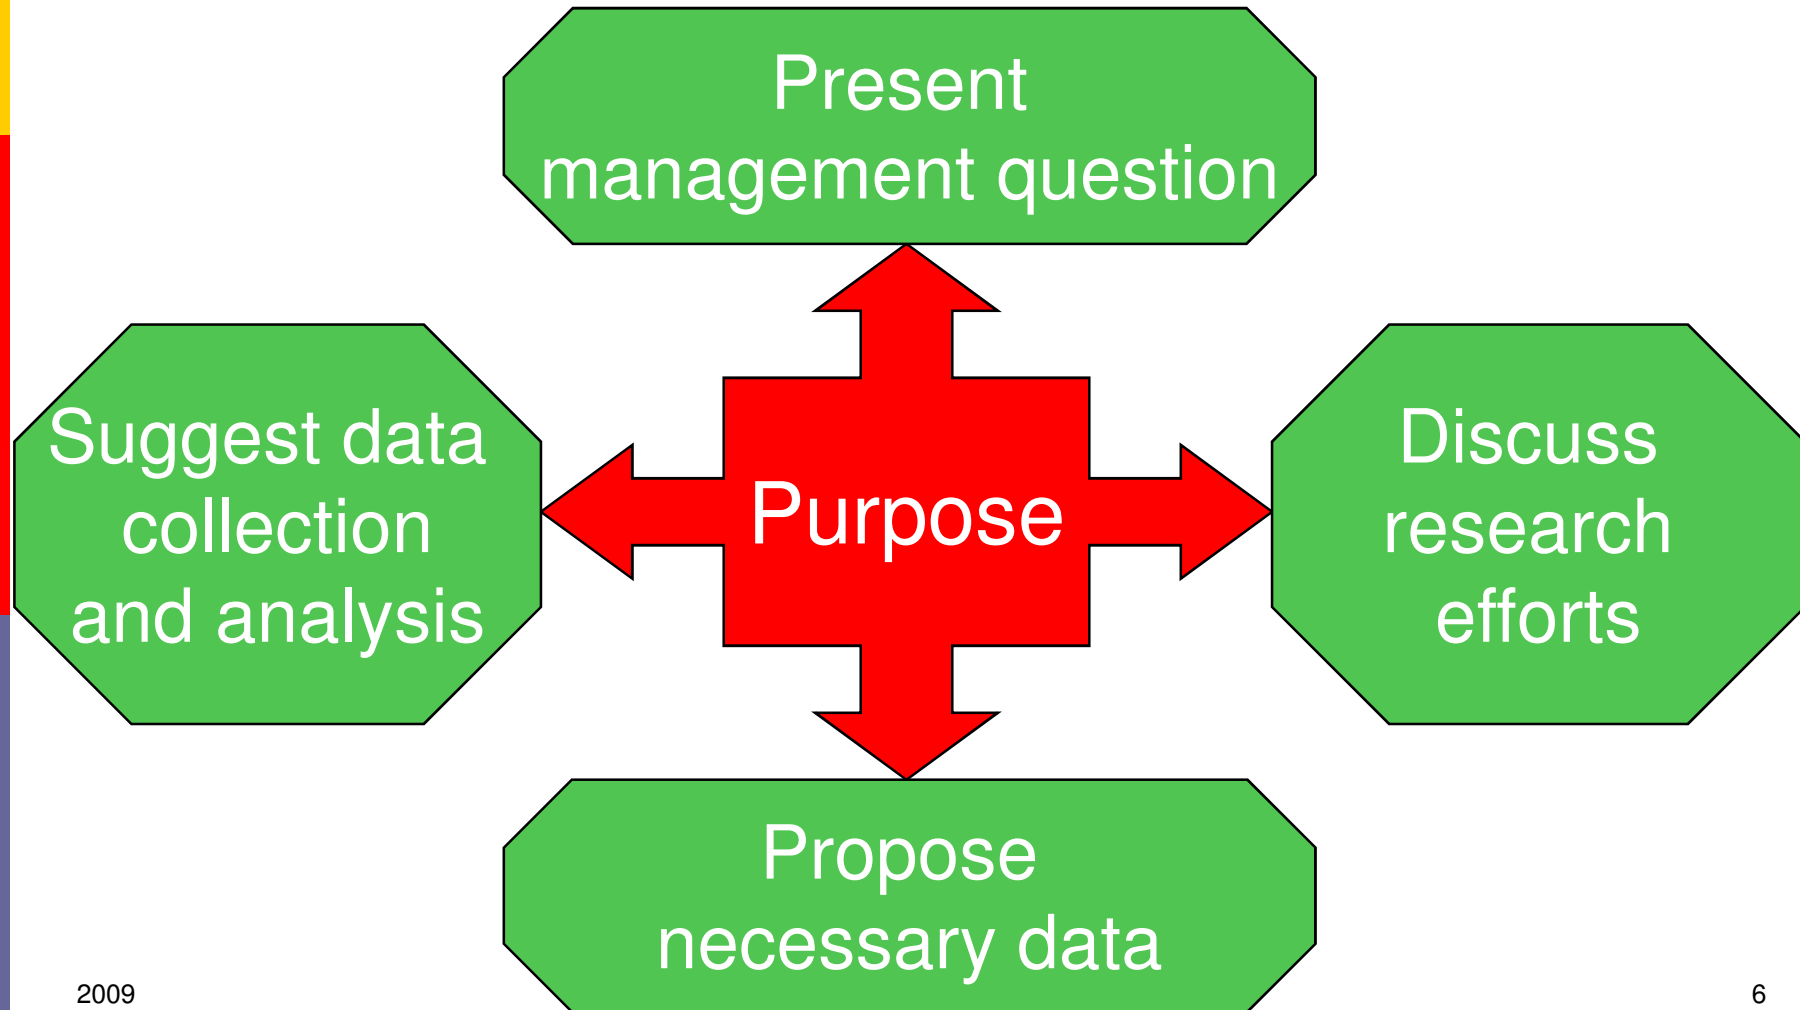 Present
management question
Suggest data
collection
and analysis
Purpose
Discuss
research
efforts
Propose
necessary data
2009
6